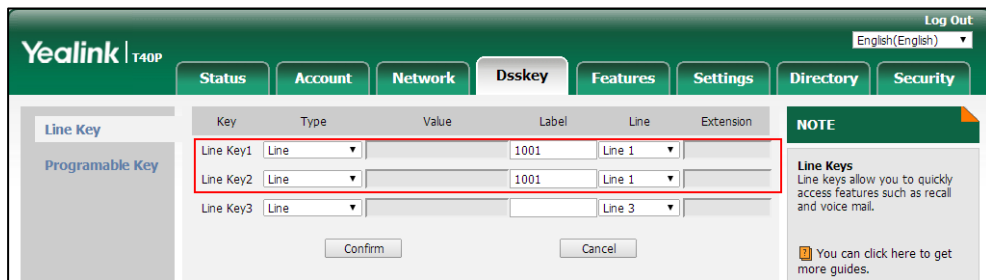 Log Out
Yealink T40P
English(English)
Status Account Network Dsskey Features Settings Directory Security
Line Key
Programable Key
Key Type Value Label Line Extension
Line Key1 Line 1001 Line 1
Line Key2 Line 1001 Line 1
Line Key3 Line Line 3
Confirm Cancel
NOTE
Line Keys
Line keys allow you to quickly
access features such as recall
and voice mail.
You can click here to get
more guides.